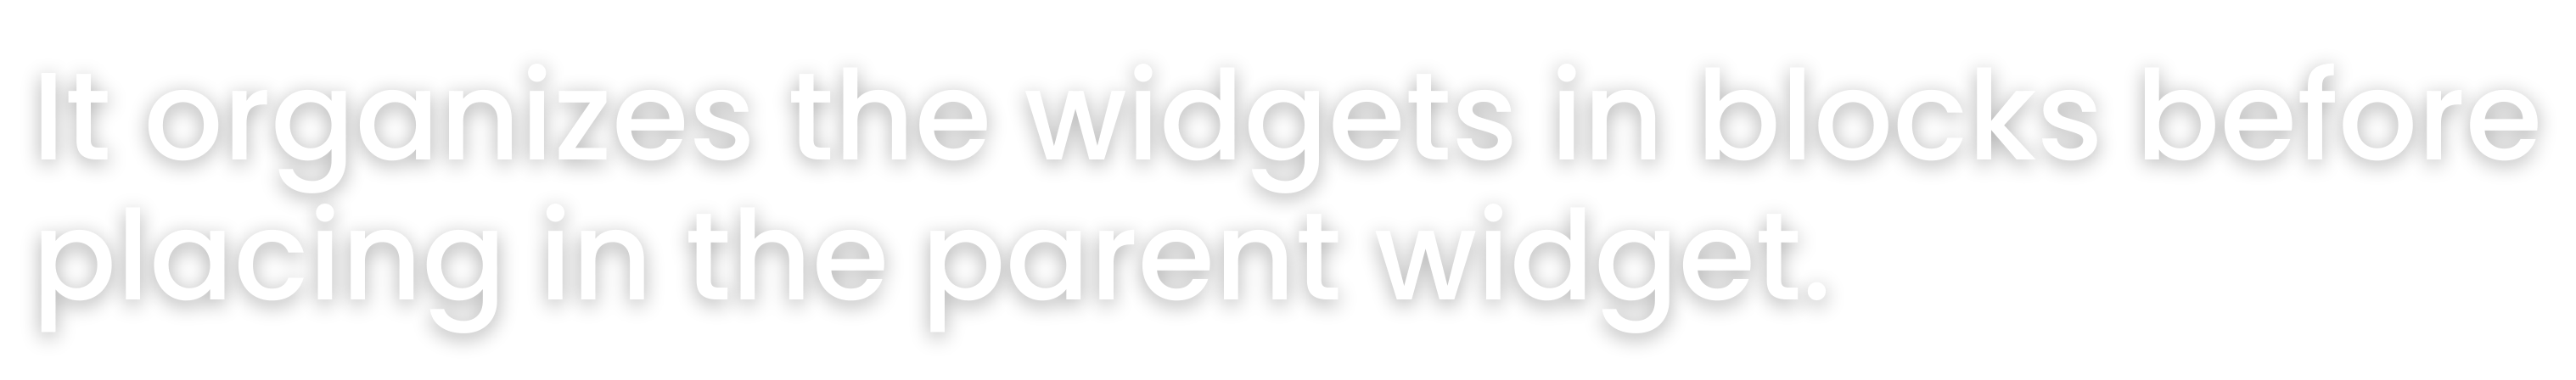 It organizes the widgets in blocks before
placing in the parent widget.